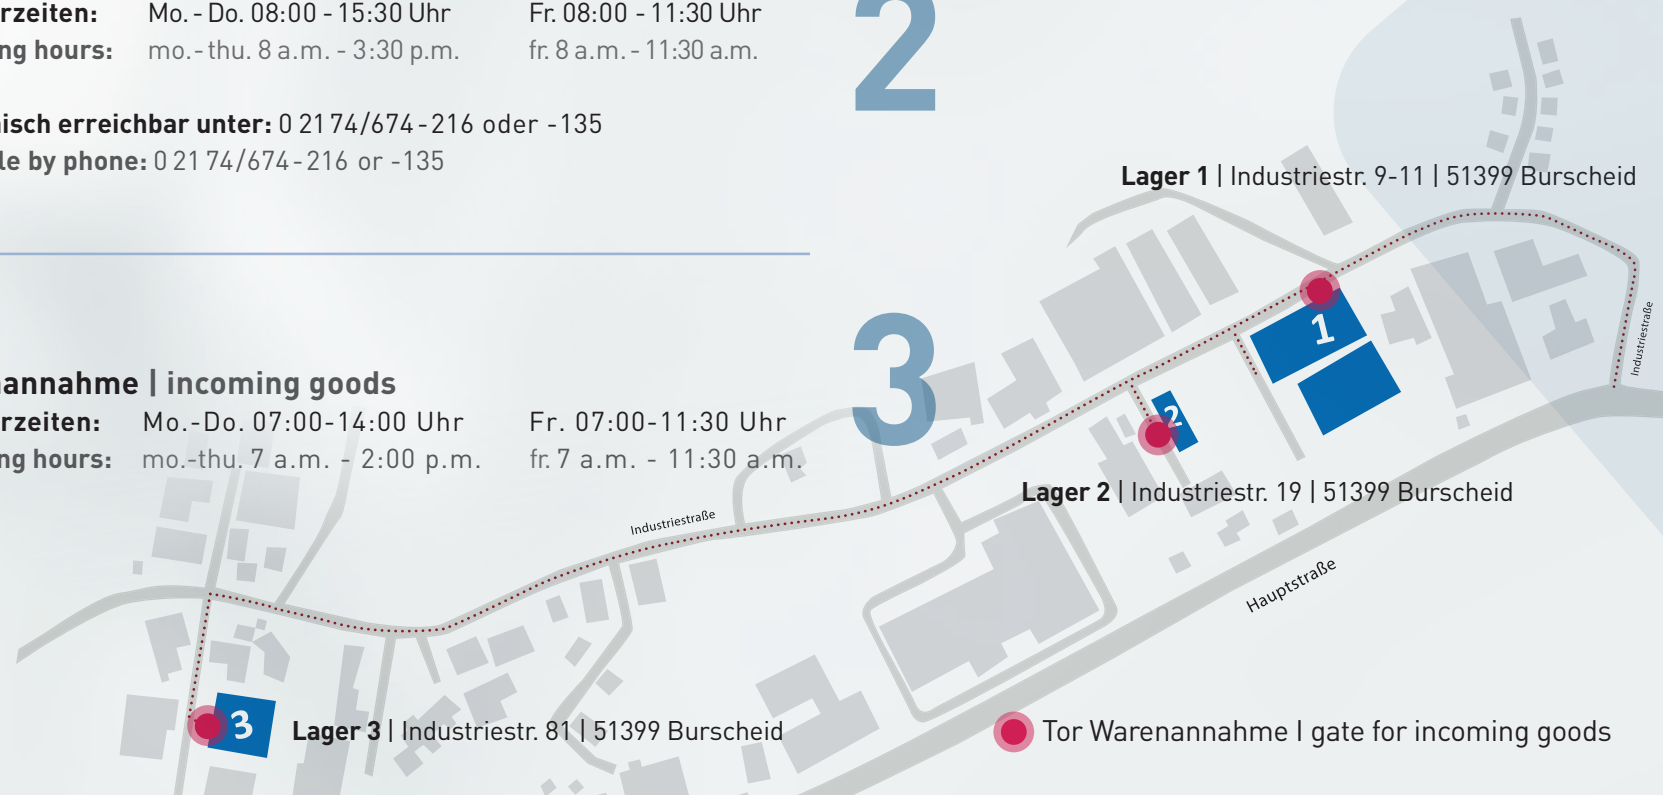 rzeiten: Mo. - Do. 08:00 - 15:30 Uhr Fr. 08:00 - 11:30 Uhr
ng hours: mo. - thu. 8 a.m. - 3:30 p.m. fr. 8 a.m. - 11:30 a.m.
2
isch erreichbar unter: 0 21 74/674 - 216 oder -135
le by phone: 0 21 74/674 - 216 or -135
Lager 1 | Industriestr. 9-11 | 51399 Burscheid
1
Industriestraße
3
annahme | incoming goods
rzeiten: Mo.-Do. 07:00-14:00 Uhr Fr. 07:00-11:30 Uhr
ng hours: mo.-thu. 7 a.m. - 2:00 p.m. fr. 7 a.m. - 11:30 a.m.
2
Lager 2 | Industriestr. 19 | 51399 Burscheid
Industriestraße
Hauptstraße
3
Lager 3 | Industriestr. 81 | 51399 Burscheid
Tor Warenannahme I gate for incoming goods